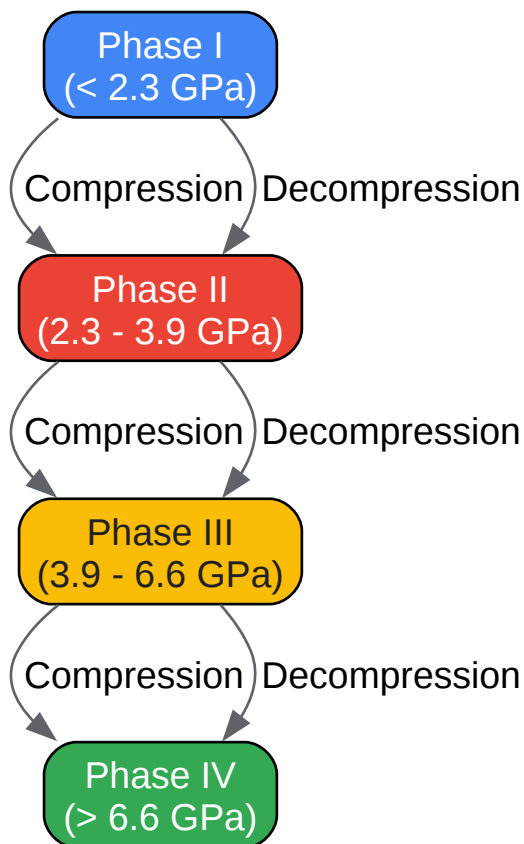 Phase I
(< 2.3 GPa)
Compression
Decompression
Phase II
(2.3 - 3.9 GPa)
Compression
Decompression
Phase III
(3.9 - 6.6 GPa)
Compression
Decompression
Phase IV
(> 6.6 GPa)